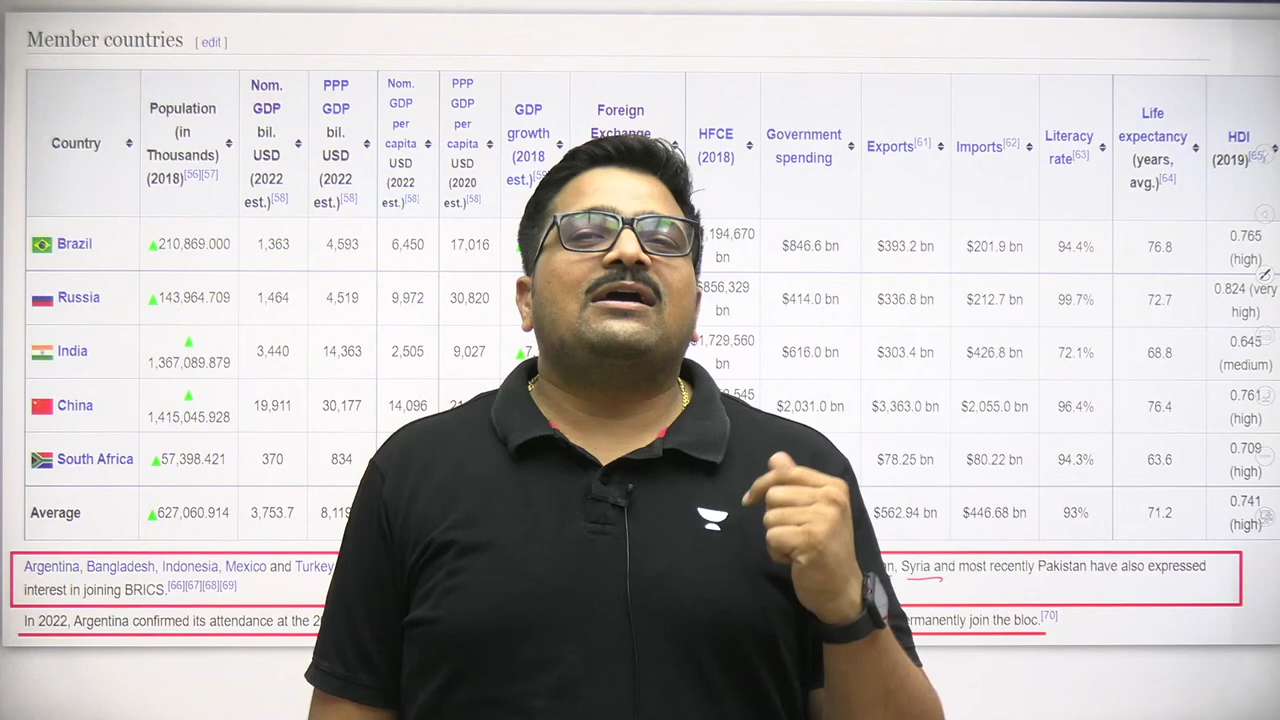 Member countries [ edit ]
Country
Population (in Thousands) (2018)[56][57]
Nom. GDP bil. USD (2022 est.)[58]
PPP GDP bil. USD (2022 est.)[58]
Nom. GDP per capita USD (2022 est.)[58]
PPP GDP per capita USD (2020 est.)[58]
GDP growth (2018 est.)
Foreign Exchange
HFCE (2018)
Government spending
Exports[61]
Imports[62]
Literacy rate[63]
Life expectancy (years, avg.)[64]
HDI (2019)[65]
Brazil 210,869.000 1,363 4,593 6,450 17,016 194,670 bn $846.6 bn $393.2 bn $201.9 bn 94.4% 76.8 0.765 (high)
Russia 143,964.709 1,464 4,519 9,972 30,820 $856,329 bn $414.0 bn $336.8 bn $212.7 bn 99.7% 72.7 0.824 (very high)
India 1,367,089.879 3,440 14,363 2,505 9,027 7. 1,729,560 bn $616.0 bn $303.4 bn $426.8 bn 72.1% 68.8 0.645 (medium)
China 1,415,045.928 19,911 30,177 14,096 545 $2,031.0 bn $3,363.0 bn $2,055.0 bn 96.4% 76.4 0.761 (high)
South Africa 57,398.421 370 834 $78.25 bn $80.22 bn 94.3% 63.6 0.709 (high)
Average 627,060.914 3,753.7 8,119 $562.94 bn $446.68 bn 93% 71.2 0.741 (high)
Argentina, Bangladesh, Indonesia, Mexico and Turkey Syria and most recently Pakistan have also expressed
interest in joining BRICS.[66][67][68][69]
In 2022, Argentina confirmed its attendance at the join the bloc.[70]